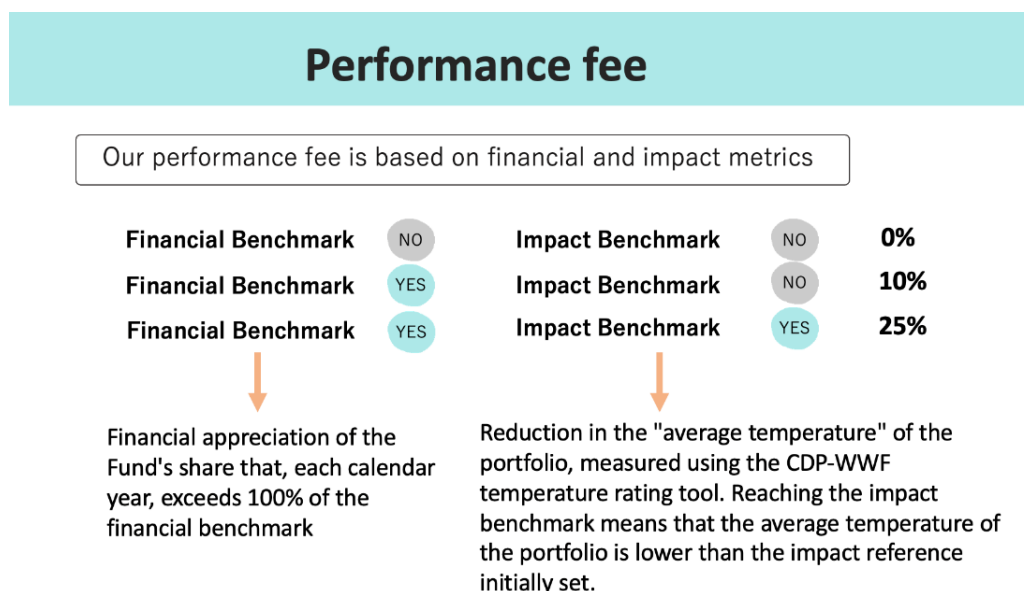 Performance fee
Our performance fee is based on financial and impact metrics
Financial Benchmark NO Impact Benchmark NO 0%
Financial Benchmark YES Impact Benchmark NO 10%
Financial Benchmark YES Impact Benchmark YES 25%
Financial appreciation of the
Fund's share that, each calendar
year, exceeds 100% of the
financial benchmark
Reduction in the "average temperature" of the
portfolio, measured using the CDP-WWF
temperature rating tool. Reaching the impact
benchmark means that the average temperature of
the portfolio is lower than the impact reference
initially set.